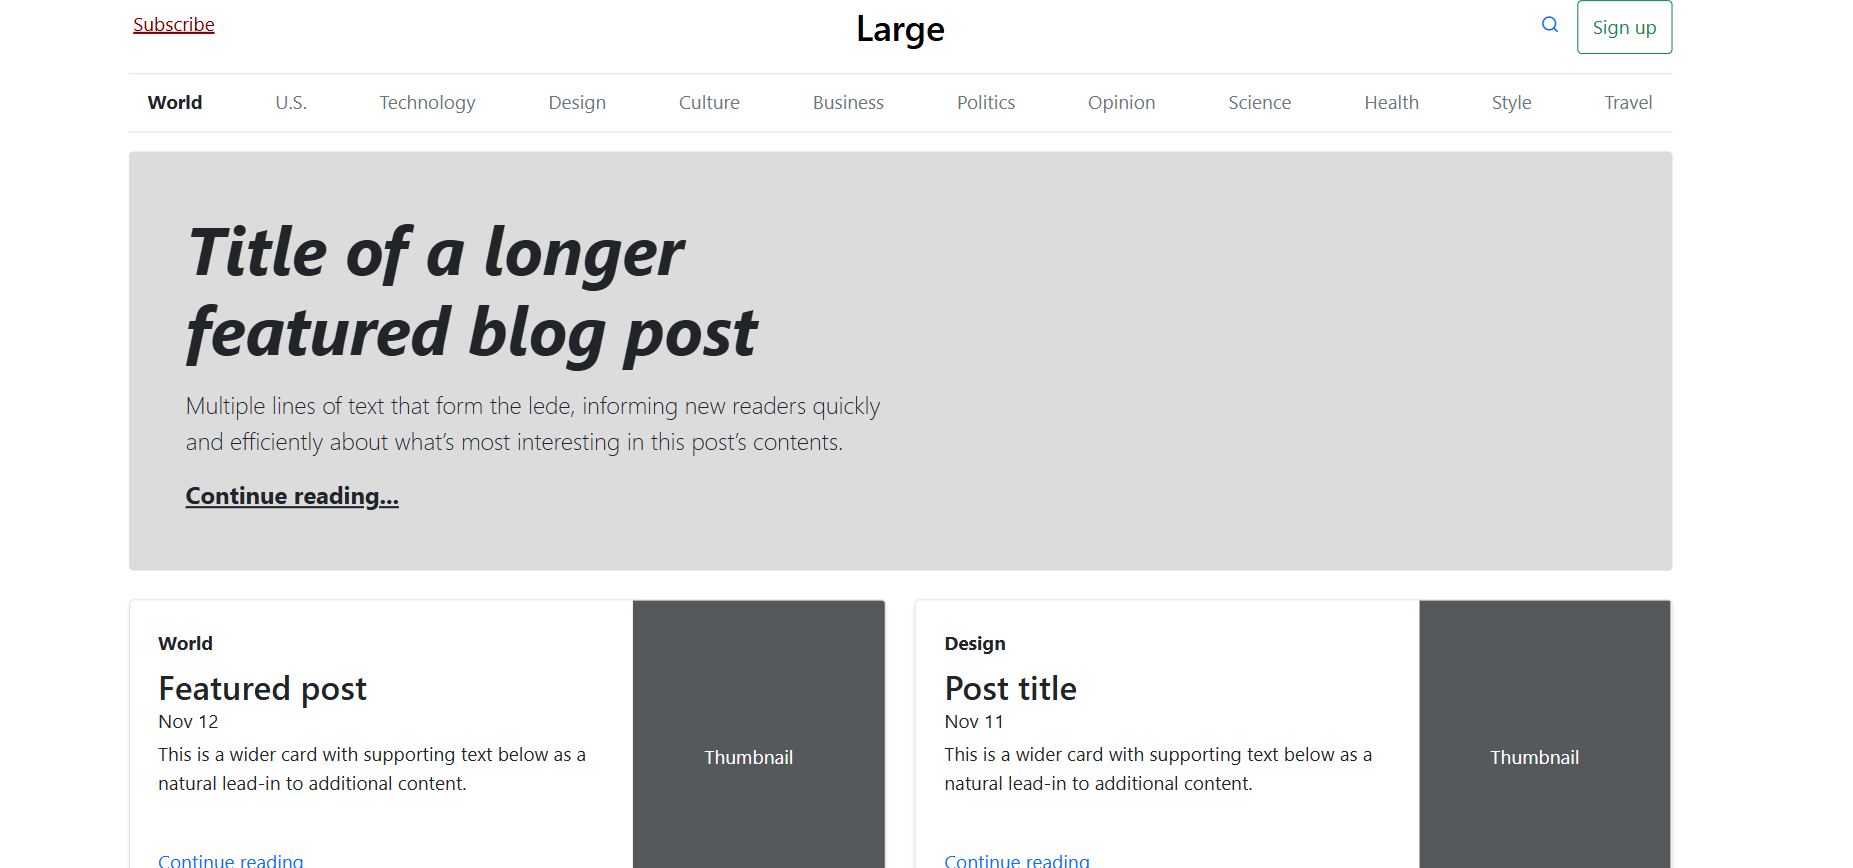 Subscribe
Large
Sign up
World U.S. Technology Design Culture Business Politics Opinion Science Health Style Travel
Title of a longer
featured blog post
Multiple lines of text that form the lede, informing new readers quickly
and efficiently about what’s most interesting in this post’s contents.
Continue reading...
World
Featured post
Nov 12
This is a wider card with supporting text below as a
natural lead-in to additional content.
Continue reading
Thumbnail
Design
Post title
Nov 11
This is a wider card with supporting text below as a
natural lead-in to additional content.
Continue reading
Thumbnail